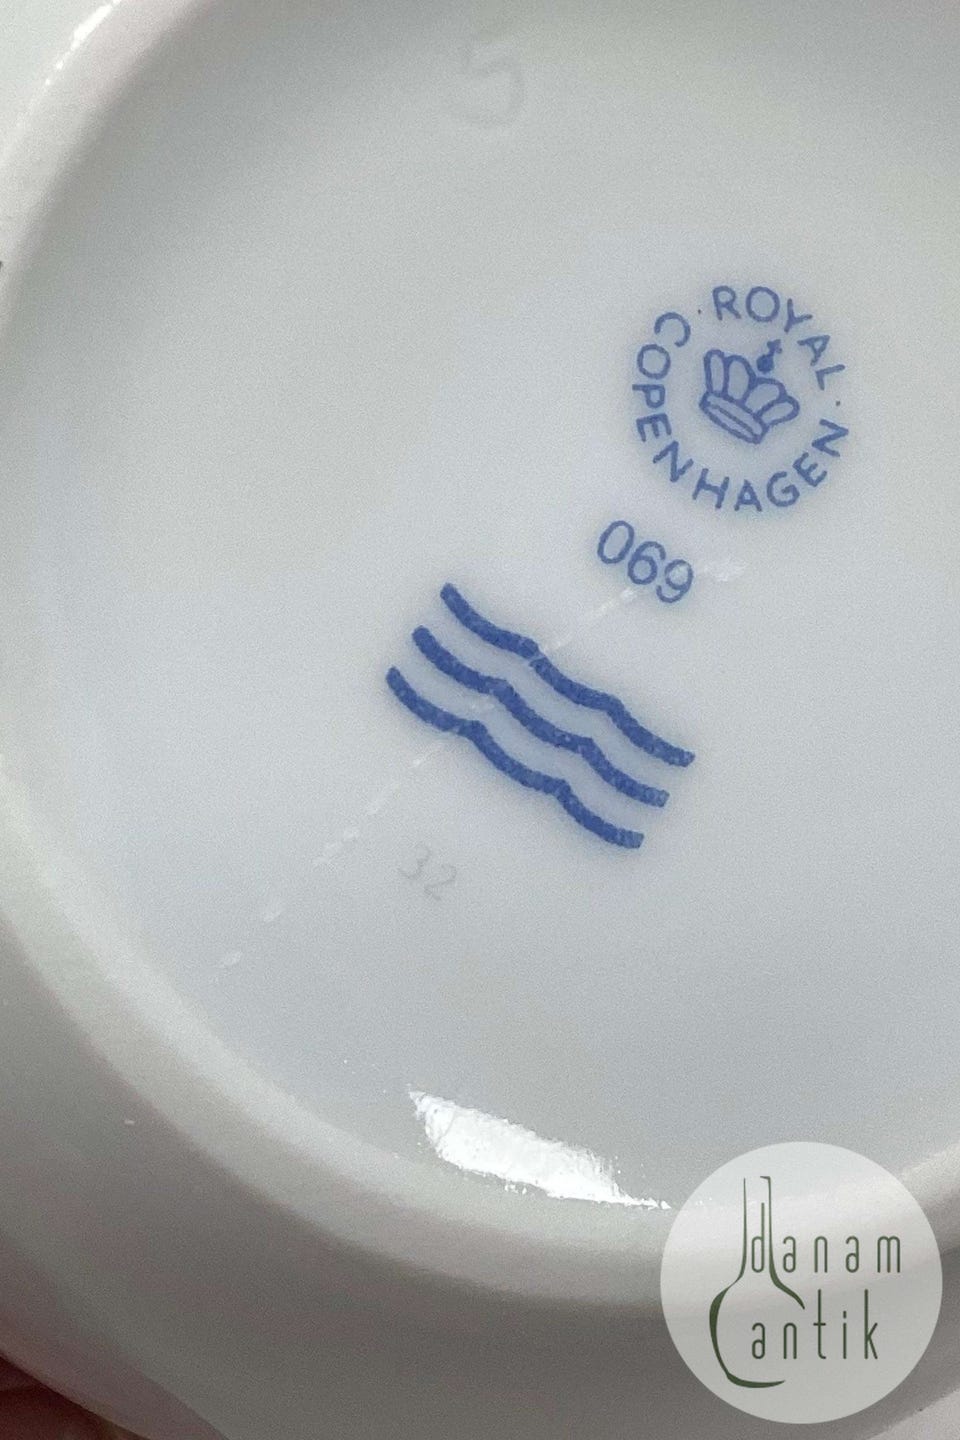 5
· ROYAL ·
COPENHAGEN
069
32
danam
antik